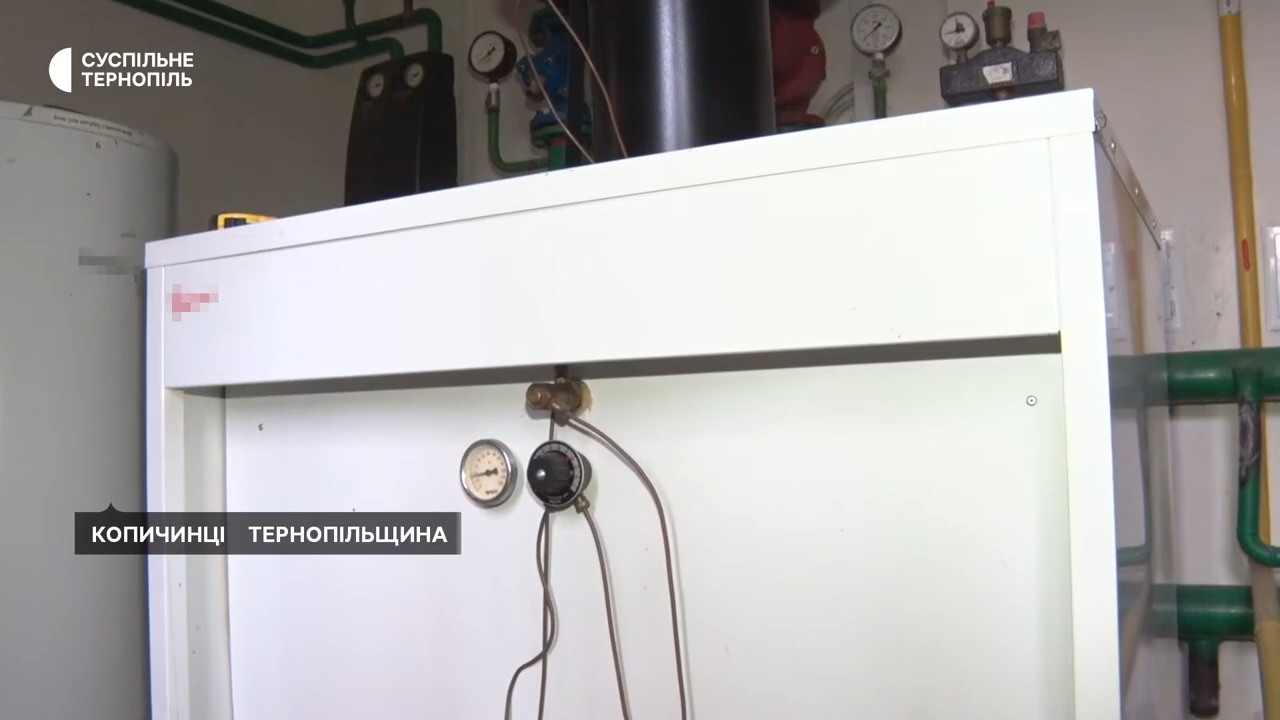 СУСПІЛЬНЕ
ТЕРНОПІЛЬ
КОПИЧИНЦІ ТЕРНОПІЛЬЩИНА